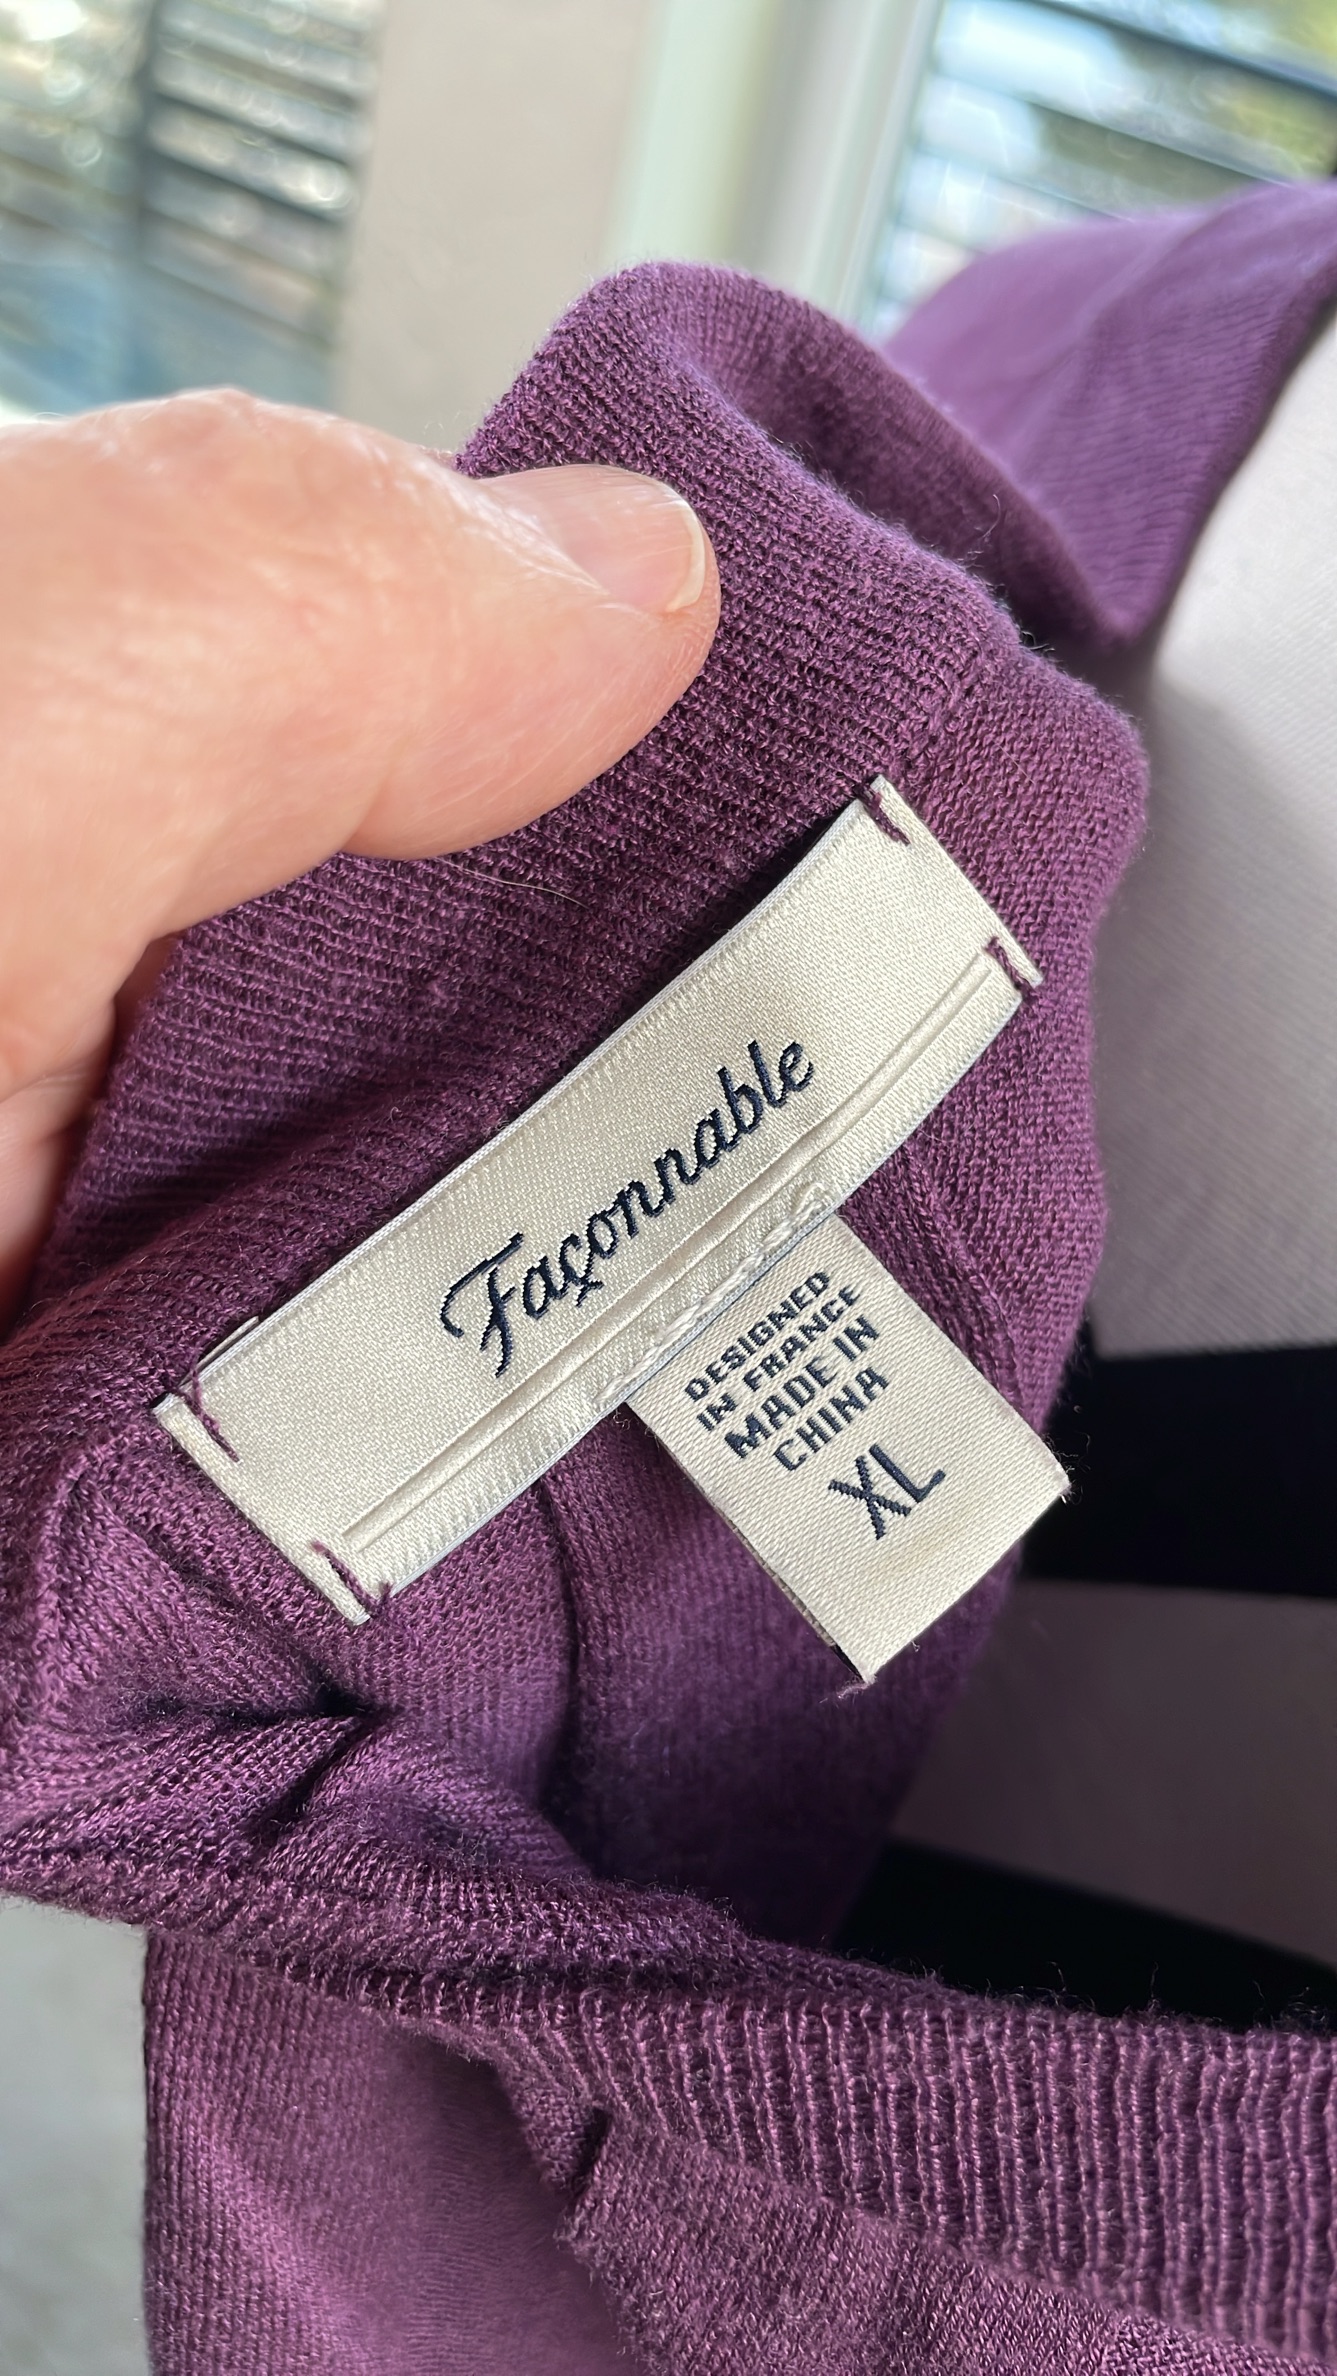 Façonnable
DESIGNED
IN FRANCE
MADE IN
CHINA
XL